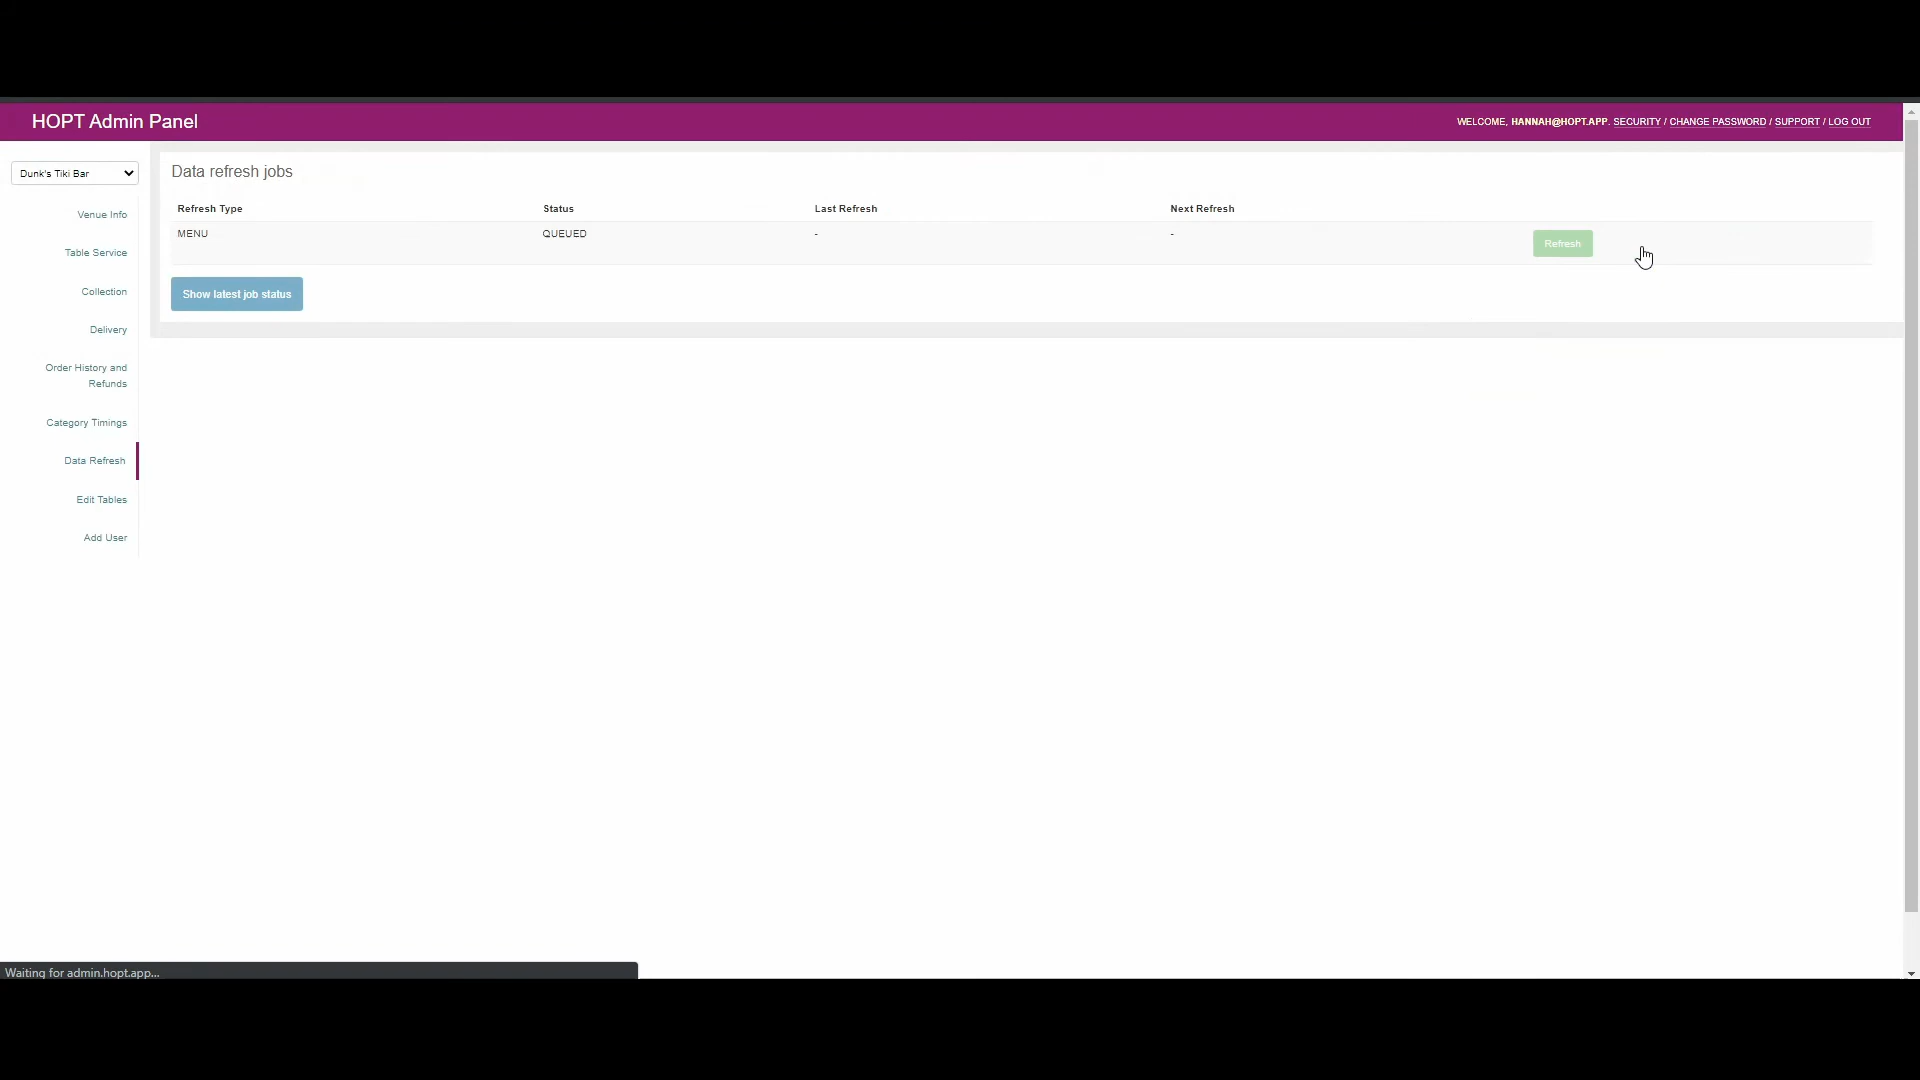 HOPT Admin Panel
WELCOME, HANNAH@HOPT.APP. SECURITY / CHANGE PASSWORD / SUPPORT / LOG OUT
Dunk's Tiki Bar
Venue Info
Table Service
Collection
Delivery
Order History and
Refunds
Category Timings
Data Refresh
Edit Tables
Add User
Data refresh jobs
Refresh Type Status Last Refresh Next Refresh
MENU QUEUED - - Refresh
Show latest job status
Waiting for admin.hopt.app...